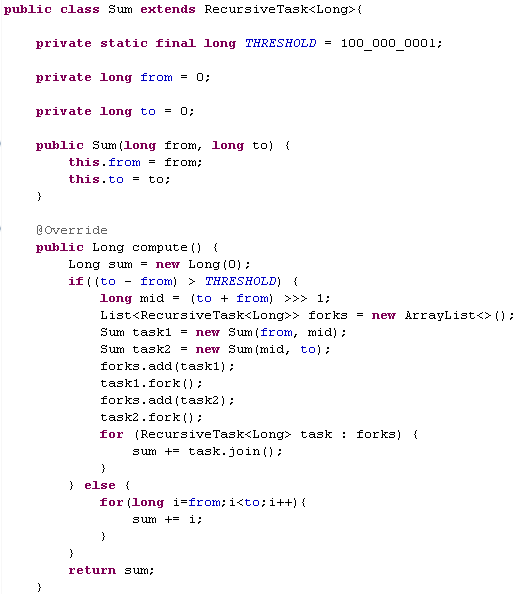 public class Sum extends RecursiveTask<Long>{
private static final long THRESHOLD = 100_000_000l;
private long from = 0;
private long to = 0;
public Sum(long from, long to) {
this.from = from;
this.to = to;
}
@Override
public Long compute() {
Long sum = new Long(0);
if((to - from) > THRESHOLD) {
long mid = (to + from) >>> 1;
List<RecursiveTask<Long>> forks = new ArrayList<>();
Sum task1 = new Sum(from, mid);
Sum task2 = new Sum(mid, to);
forks.add(task1);
task1.fork();
forks.add(task2);
task2.fork();
for (RecursiveTask<Long> task : forks) {
sum += task.join();
}
} else {
for(long i=from;i<to;i++){
sum += i;
}
}
return sum;
}